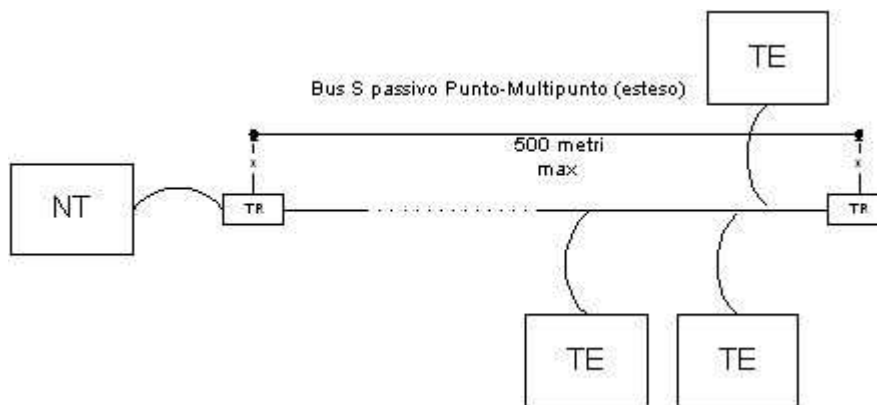 TE
Bus S passivo Punto-Multipunto (esteso)
500 metri
max
NT
TR
TR
TE
TE